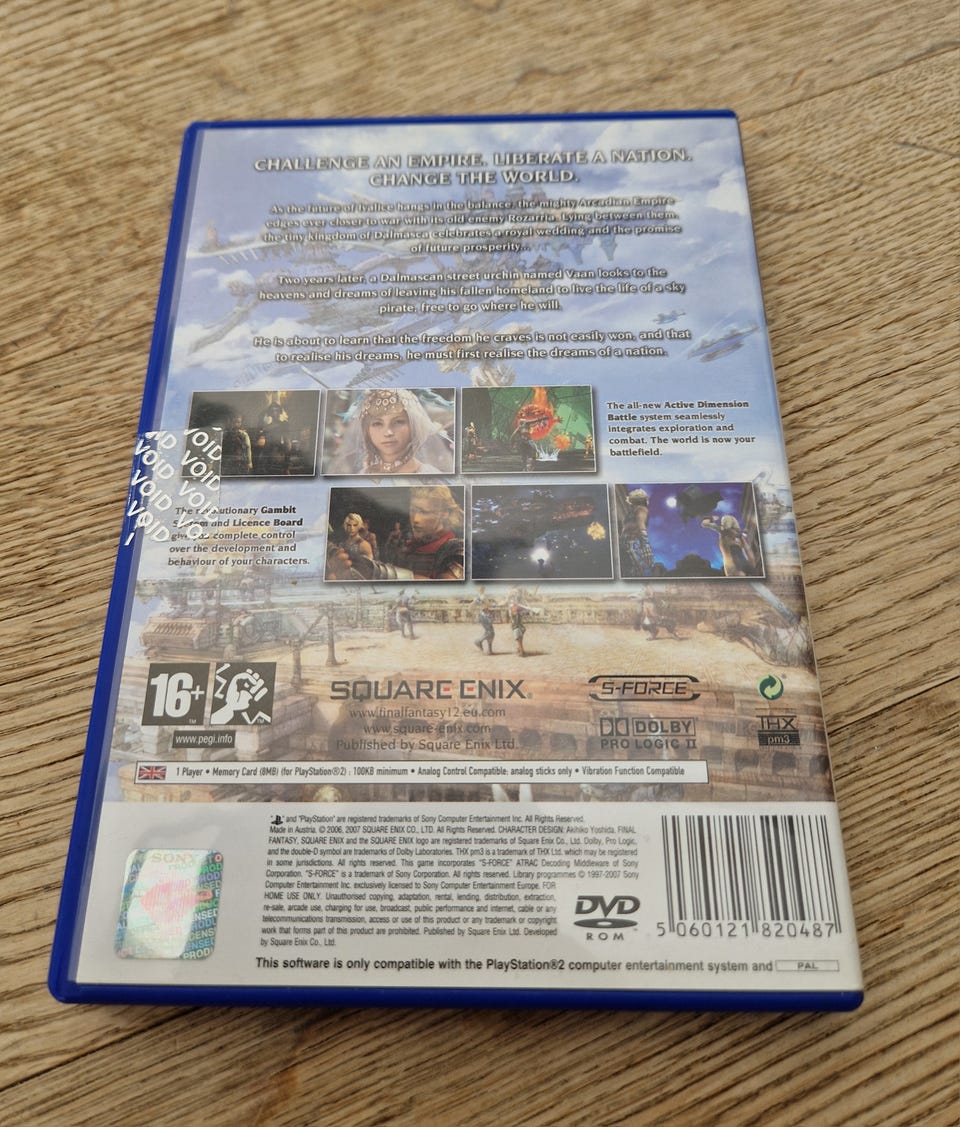 CHALLENGE AN EMPIRE. LIBERATE A NATION.
CHANGE THE WORLD.
As the future of Ivalice hangs in the balance, the mighty Arcadian Empire
edges ever closer to war with its old enemy Rozarria. Lying between them,
the tiny kingdom of Dalmasca celebrates a royal wedding and the promise
of future prosperity...
Two years later, a Dalmascan street urchin named Vaan looks to the
heavens and dreams of leaving his fallen homeland to live the life of a sky
pirate, free to go where he will.
He is about to learn that the freedom he craves is not easily won, and that
to realise his dreams, he must first realise the dreams of a nation.
The all-new Active Dimension
Battle system seamlessly
integrates exploration and
combat. The world is now your
battlefield.
VOID VOID
VOID VOID
VOID VOID
VOID
The revolutionary Gambit
System and Licence Board
give you complete control
over the development and
behaviour of your characters.
16+
www.pegi.info
SQUARE ENIX®
www.finalfantasy12.eu.com
www.square-enix.com
Published by Square Enix Ltd.
S-FORCE
DOLBY
PRO LOGIC II
THX
pm3
1 Player • Memory Card (8MB) (for PlayStation®2) : 100KB minimum • Analog Control Compatible: analog sticks only • Vibration Function Compatible
and "PlayStation" are registered trademarks of Sony Computer Entertainment Inc. All Rights Reserved.
Made in Austria. © 2006, 2007 SQUARE ENIX CO., LTD. All Rights Reserved. CHARACTER DESIGN: Akihiko Yoshida. FINAL
FANTASY, SQUARE ENIX and the SQUARE ENIX logo are registered trademarks of Square Enix Co., Ltd. Dolby, Pro Logic,
and the double-D symbol are trademarks of Dolby Laboratories. THX pm3 is a trademark of THX Ltd. which may be registered
in some jurisdictions. All rights reserved. This game incorporates "S-FORCE" ATRAC Decoding Middleware of Sony
Corporation. "S-FORCE" is a trademark of Sony Corporation. All rights reserved. Library programmes © 1997-2007 Sony
Computer Entertainment Inc. exclusively licensed to Sony Computer Entertainment Europe. FOR
HOME USE ONLY. Unauthorised copying, adaptation, rental, lending, distribution, extraction,
re-sale, arcade use, charging for use, broadcast, public performance and internet, cable or any
telecommunications transmission, access or use of this product or any trademark or copyright
work that forms part of this product are prohibited. Published by Square Enix Ltd. Developed
by Square Enix Co., Ltd.
SONY
DVD
ROM
5 060121 820487
This software is only compatible with the PlayStation®2 computer entertainment system and PAL